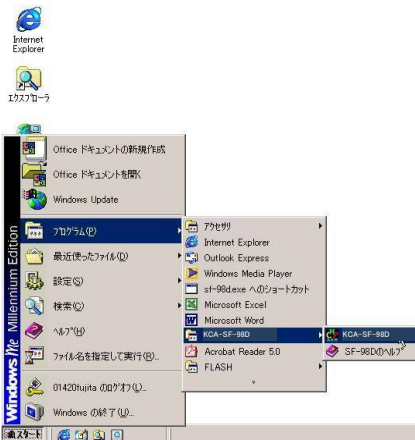 Internet
Explorer
エクスプローラ
Office ドキュメントの新規作成
Office ドキュメントを開く
Windows Update
プログラム(P)
最近使ったファイル(D)
設定(S)
検索(C)
ヘルプ(H)
ファイル名を指定して実行(R)...
01420fujita のログオフ(L)...
Windows の終了(U)...
Windows Me Millennium Edition
アクセサリ
Internet Explorer
Outlook Express
Windows Media Player
sf-98d.exe へのショートカット
Microsoft Excel
Microsoft Word
KCA-SF-98D
Acrobat Reader 5.0
FLASH
KCA-SF-98D
SF-98Dのヘルプ
スタート